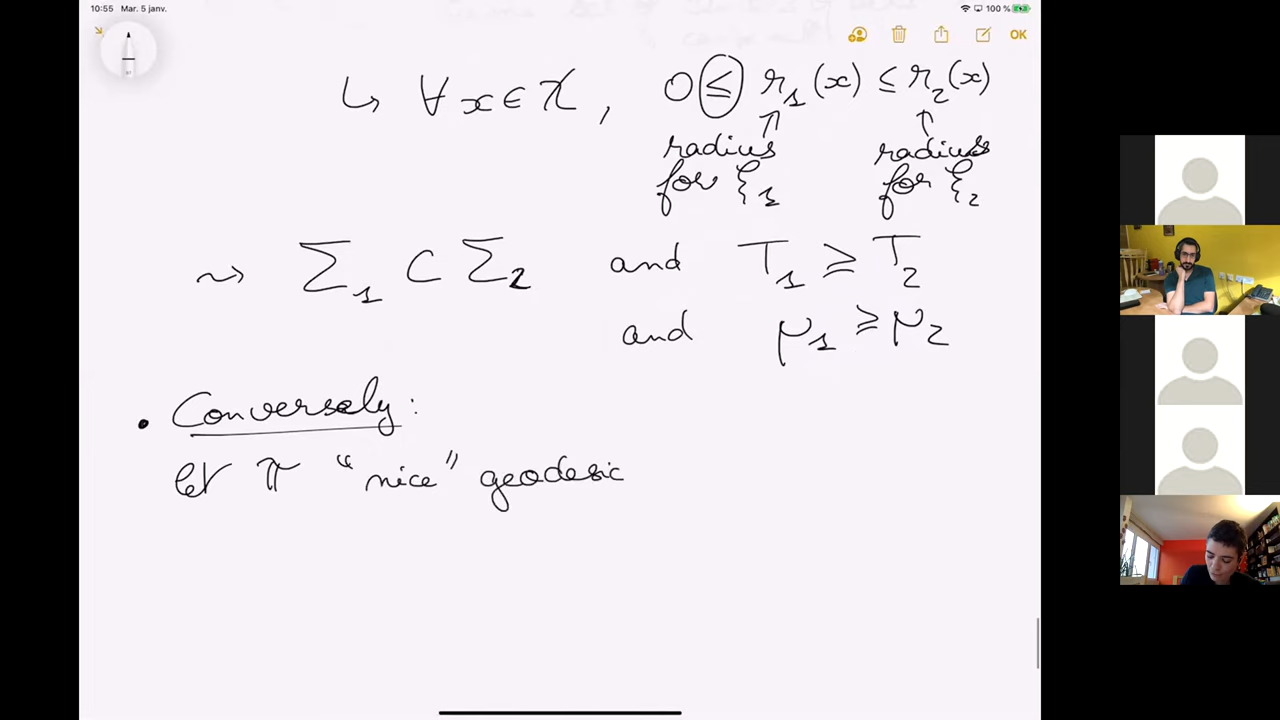 10:55 Mar. 5 janv. 100 %
OK
↳ ∀ x ∈ X, 0 ≤ r₁(x) ≤ r₂(x)
↑ ↑
radius radius
for ξ₁ for ξ₂
⇝ Σ₁ ⊂ Σ₂ and T₁ ≥ T₂
and μ₁ ≥ μ₂
• Conversely:
let π "nice" geodesic